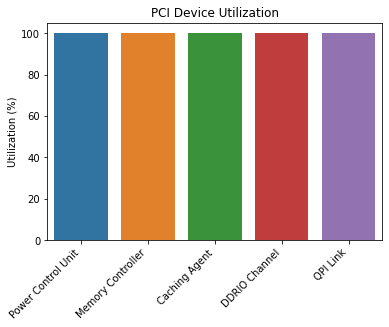 PCI Device Utilization
100
80
60
40
20
0
Utilization (%)
Power Control Unit
Memory Controller
Caching Agent
DDRIO Channel
QPI Link